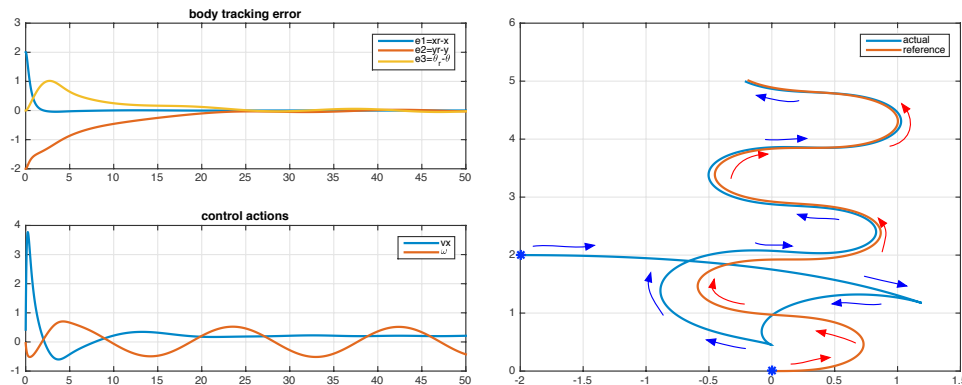 body tracking error
3
2
1
0
-1
-2
e1=xr-x
e2=yr-y
e3=θr-θ
0 5 10 15 20 25 30 35 40 45 50
control actions
4
3
2
1
0
-1
vx
ω
0 5 10 15 20 25 30 35 40 45 50
6
5
4
3
2
1
0
actual
reference
-2 -1.5 -1 -0.5 0 0.5 1 1.5